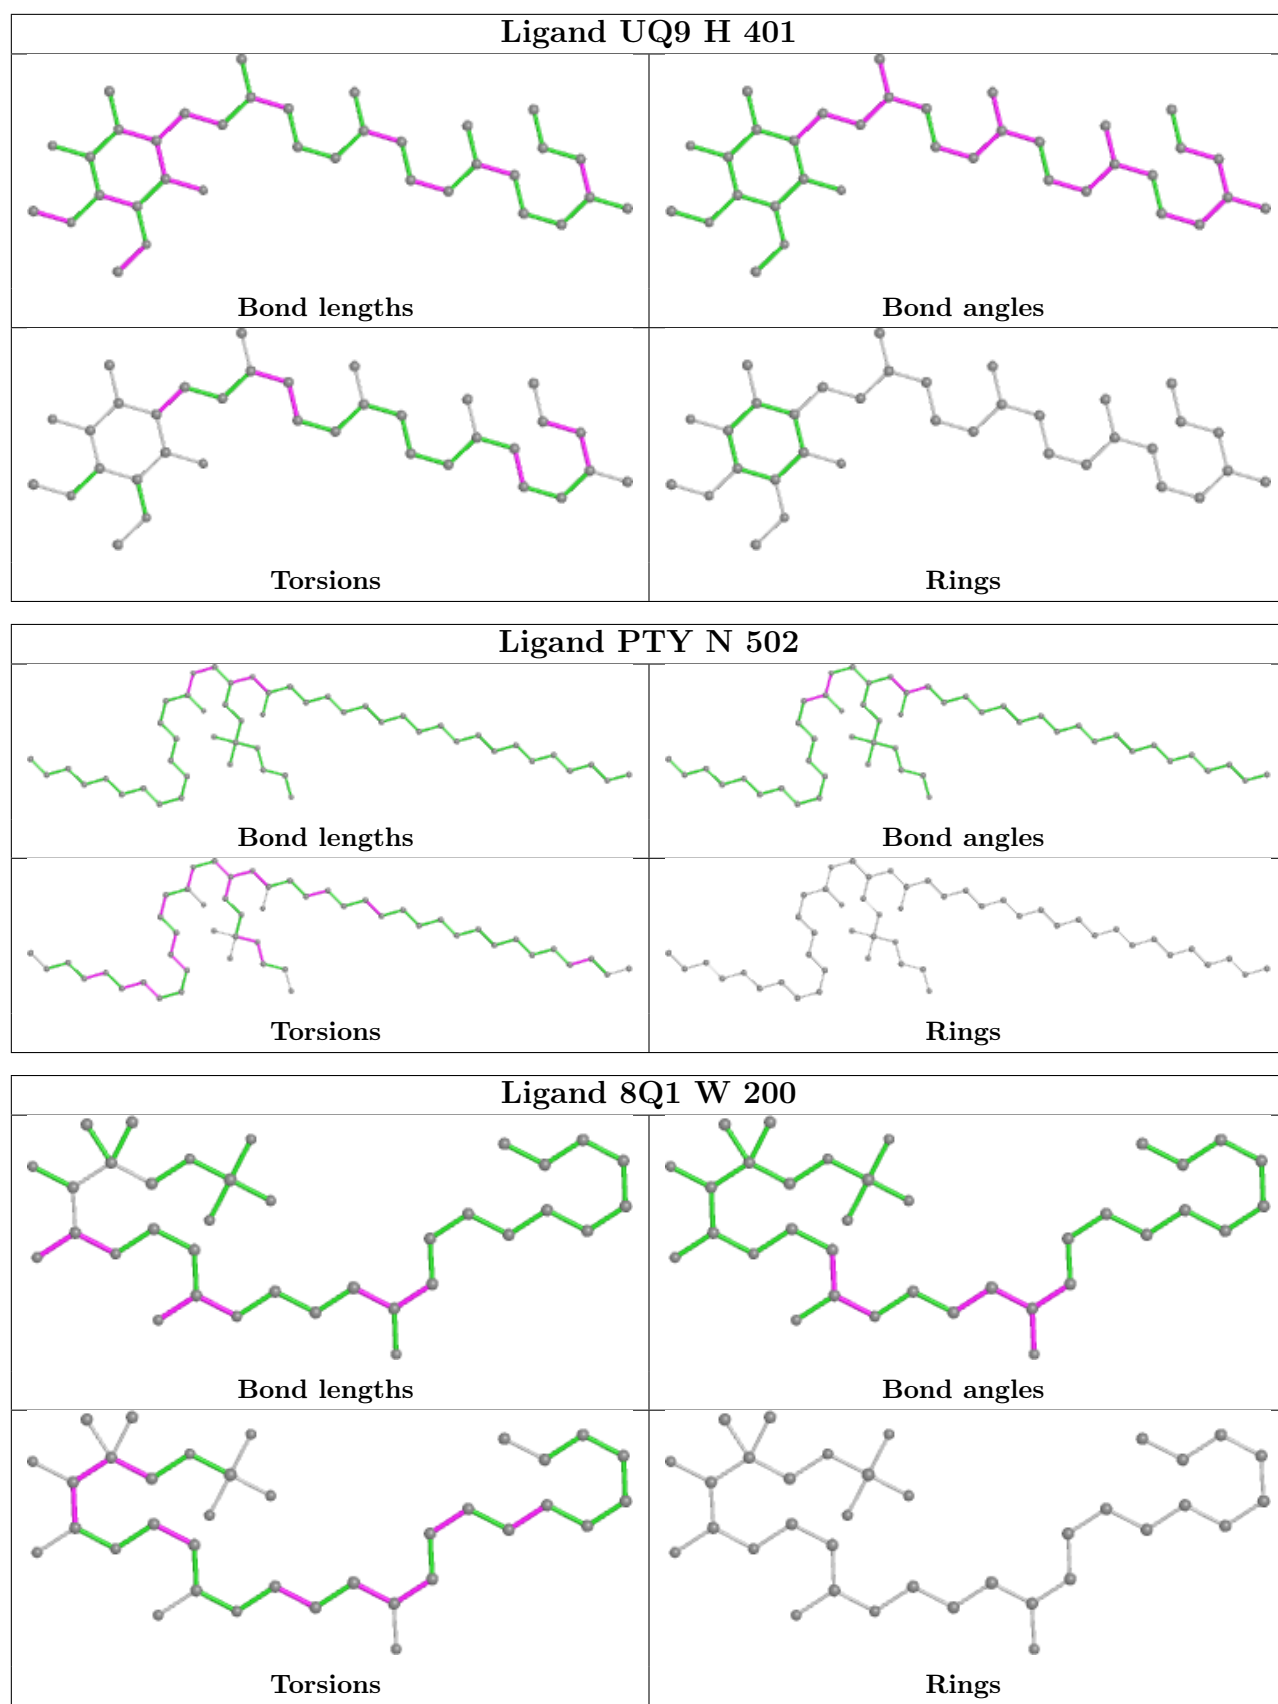 Ligand UQ9 H 401
Bond lengths
Bond angles
Torsions
Rings
Ligand PTY N 502
Bond lengths
Bond angles
Torsions
Rings
Ligand 8Q1 W 200
Bond lengths
Bond angles
Torsions
Rings